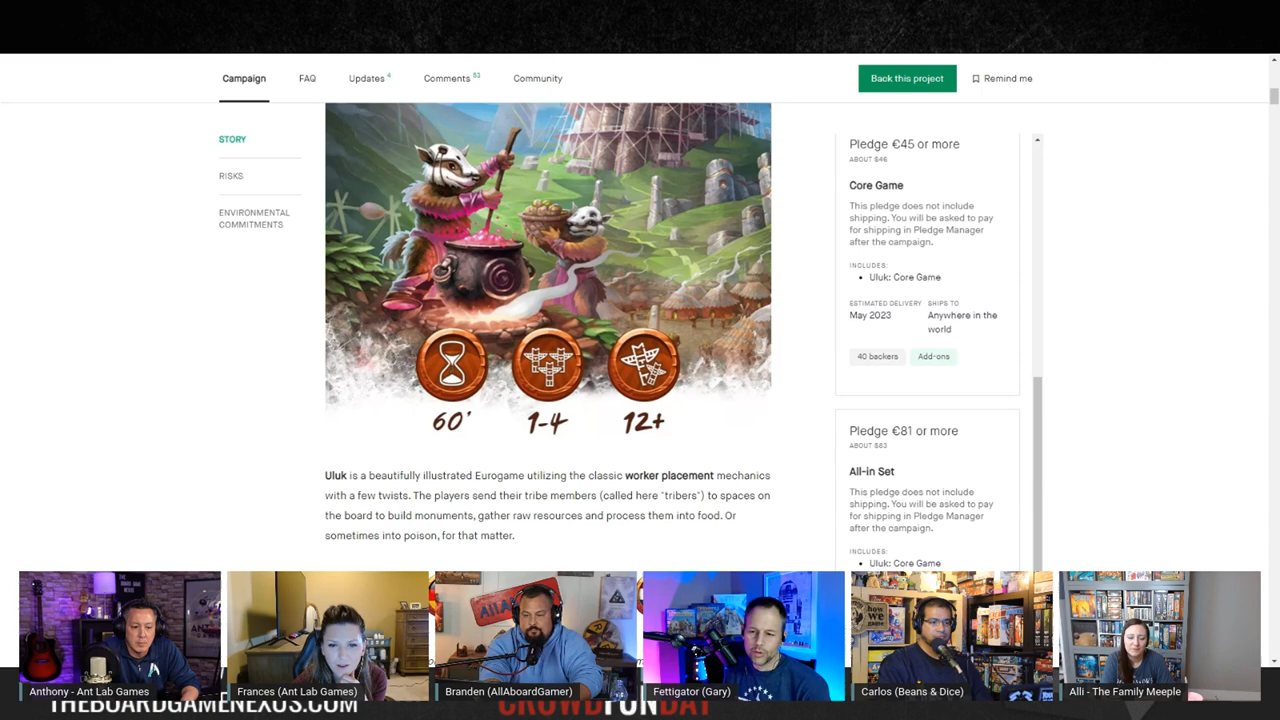 Campaign
FAQ
Updates 4
Comments 53
Community
Back this project
Remind me
STORY
RISKS
ENVIRONMENTAL
COMMITMENTS
60'
1-4
12+
Uluk is a beautifully illustrated Eurogame utilizing the classic worker placement mechanics
with a few twists. The players send their tribe members (called here "tribers") to spaces on
the board to build monuments, gather raw resources and process them into food. Or
sometimes into poison, for that matter.
Pledge €45 or more
ABOUT $46
Core Game
This pledge does not include
shipping. You will be asked to pay
for shipping in Pledge Manager
after the campaign.
INCLUDES:
• Uluk: Core Game
ESTIMATED DELIVERY
May 2023
SHIPS TO
Anywhere in the
world
40 backers
Add-ons
Pledge €81 or more
ABOUT $83
All-in Set
This pledge does not include
shipping. You will be asked to pay
for shipping in Pledge Manager
after the campaign.
INCLUDES:
• Uluk: Core Game
how
we
game
Anthony - Ant Lab Games
Frances (Ant Lab Games)
Branden (AllAboardGamer)
Fettigator (Gary)
Carlos (Beans & Dice)
Alli - The Family Meeple
THEBOARDGAMENEXUS.COM
CROWDFUNDAY